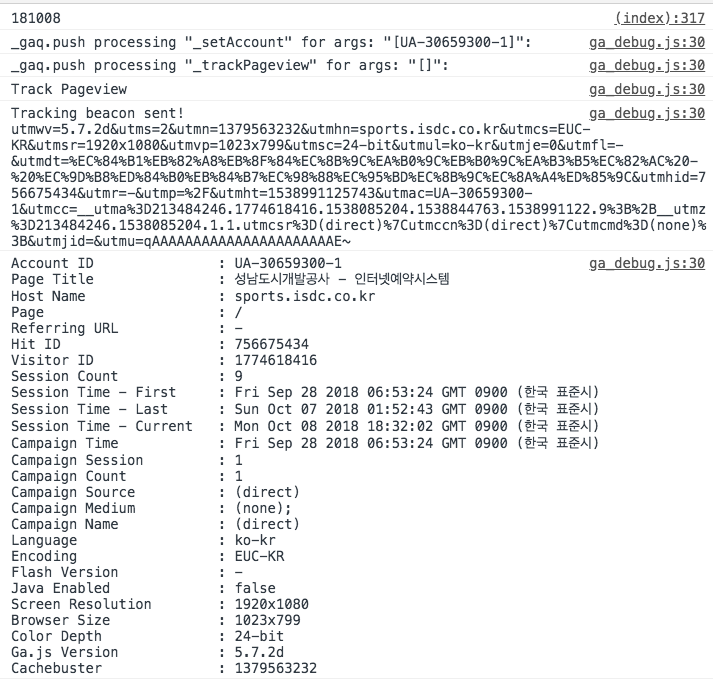 181008 (index):317
_gaq.push processing "_setAccount" for args: "[UA-30659300-1]": ga_debug.js:30
_gaq.push processing "_trackPageview" for args: "[]": ga_debug.js:30
Track Pageview ga_debug.js:30
Tracking beacon sent! ga_debug.js:30
utmwv=5.7.2d&utms=2&utmn=1379563232&utmhn=sports.isdc.co.kr&utmcs=EUC-
KR&utmsr=1920x1080&utmvp=1023x799&utmsc=24-bit&utmul=ko-kr&utmje=0&utmfl=-
&utmdt=%EC%84%B1%EB%82%A8%EB%8F%84%EC%8B%9C%EA%B0%9C%EB%B0%9C%EA%B3%B5%EC%82%AC%20-
%20%EC%9D%B8%ED%84%B0%EB%84%B7%EC%98%88%EC%95%BD%EC%8B%9C%EC%8A%A4%ED%85%9C&utmhid=
756675434&utmr=-&utmp=%2F&utmht=1538991125743&utmac=UA-30659300-
1&utmcc=__utma%3D213484246.1774618416.1538085204.1538844763.1538991122.9%3B%2B__utmz
%3D213484246.1538085204.1.1.utmcsr%3D(direct)%7Cutmccn%3D(direct)%7Cutmcmd%3D(none)%
3B&utmjid=&utmu=qAAAAAAAAAAAAAAAAAAAAAAE~
Account ID : UA-30659300-1 ga_debug.js:30
Page Title : 성남도시개발공사 - 인터넷예약시스템
Host Name : sports.isdc.co.kr
Page : /
Referring URL : -
Hit ID : 756675434
Visitor ID : 1774618416
Session Count : 9
Session Time - First : Fri Sep 28 2018 06:53:24 GMT 0900 (한국 표준시)
Session Time - Last : Sun Oct 07 2018 01:52:43 GMT 0900 (한국 표준시)
Session Time - Current : Mon Oct 08 2018 18:32:02 GMT 0900 (한국 표준시)
Campaign Time : Fri Sep 28 2018 06:53:24 GMT 0900 (한국 표준시)
Campaign Session : 1
Campaign Count : 1
Campaign Source : (direct)
Campaign Medium : (none);
Campaign Name : (direct)
Language : ko-kr
Encoding : EUC-KR
Flash Version : -
Java Enabled : false
Screen Resolution : 1920x1080
Browser Size : 1023x799
Color Depth : 24-bit
Ga.js Version : 5.7.2d
Cachebuster : 1379563232